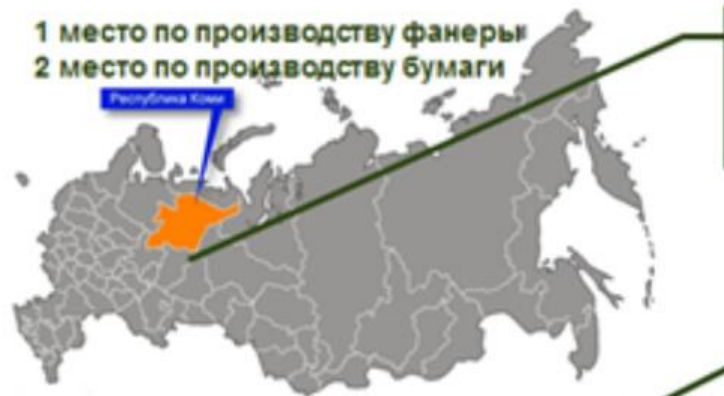 1 место по производству фанеры
2 место по производству бумаги
Республика Коми